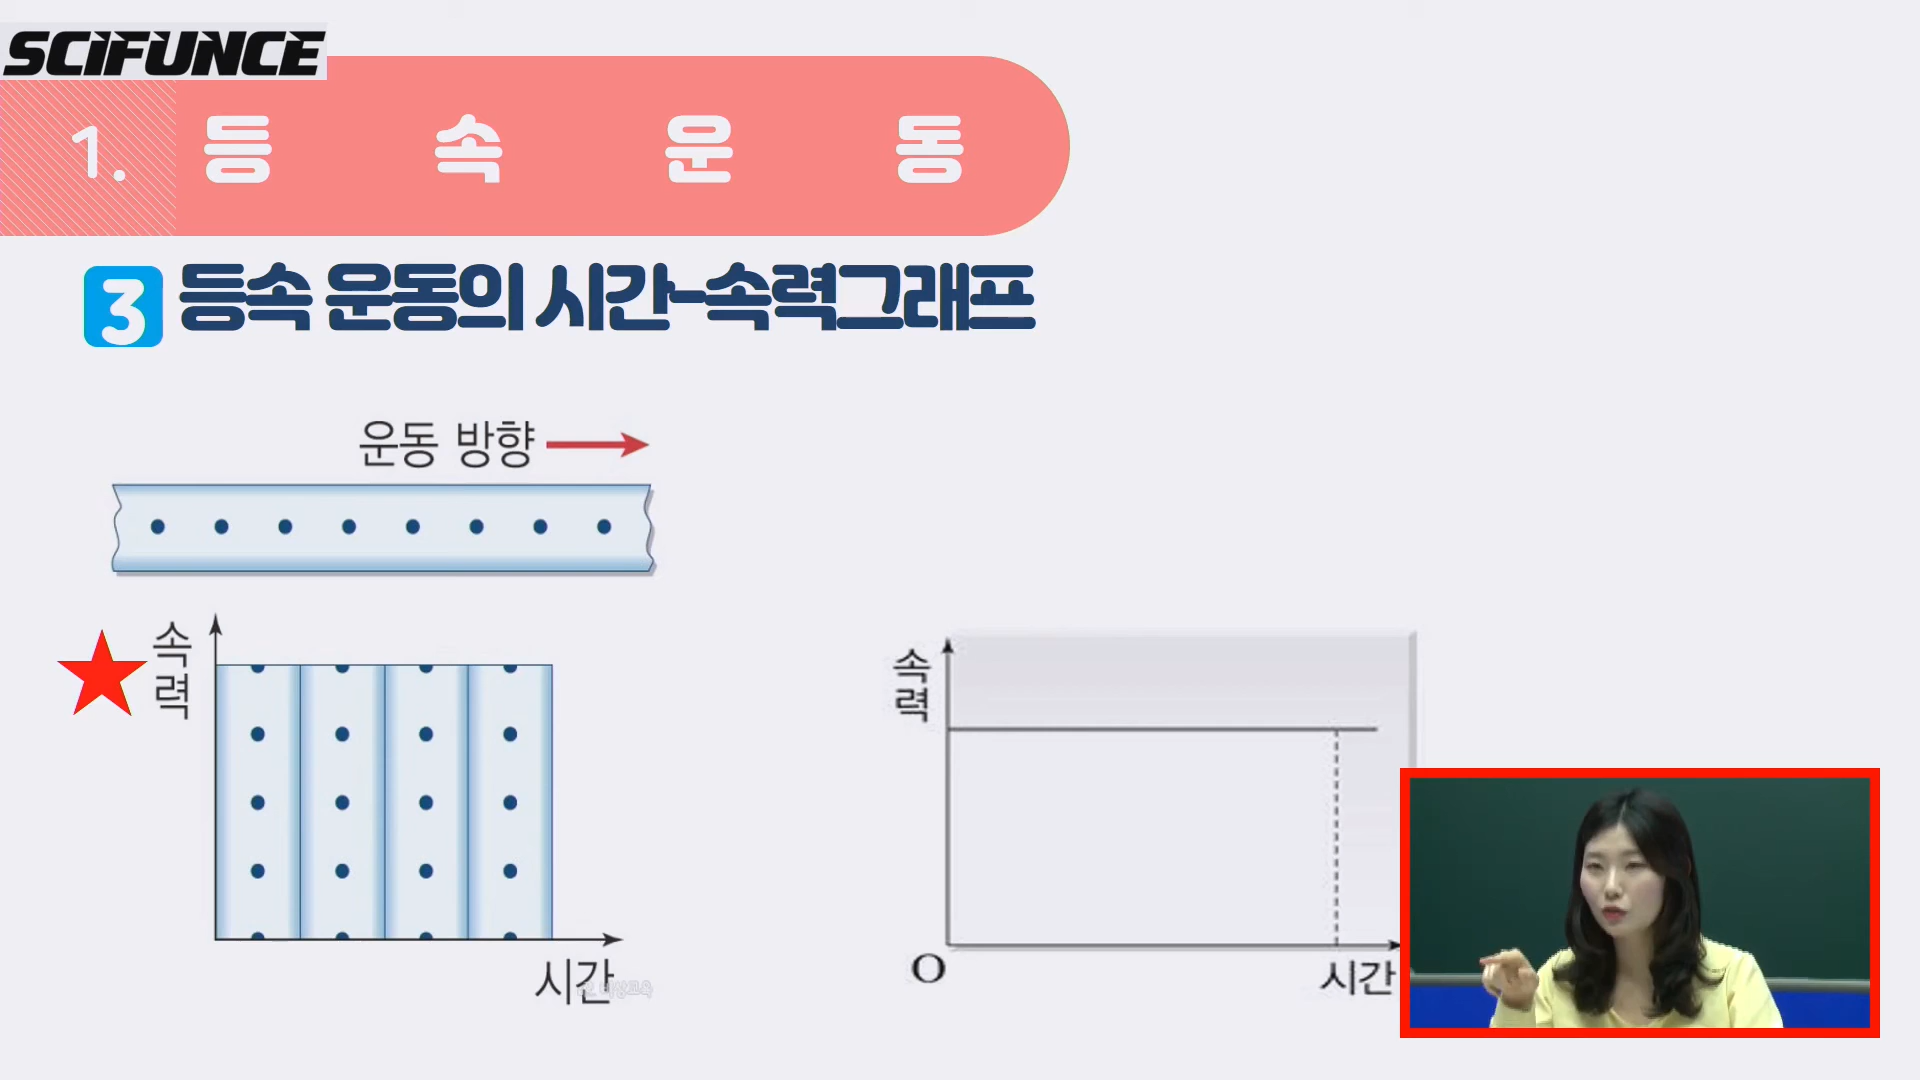 SCIFUNCE
1. 등 속 운 동
3 등속 운동의 시간-속력그래프
운동 방향
속력
시간
속력
O
시간